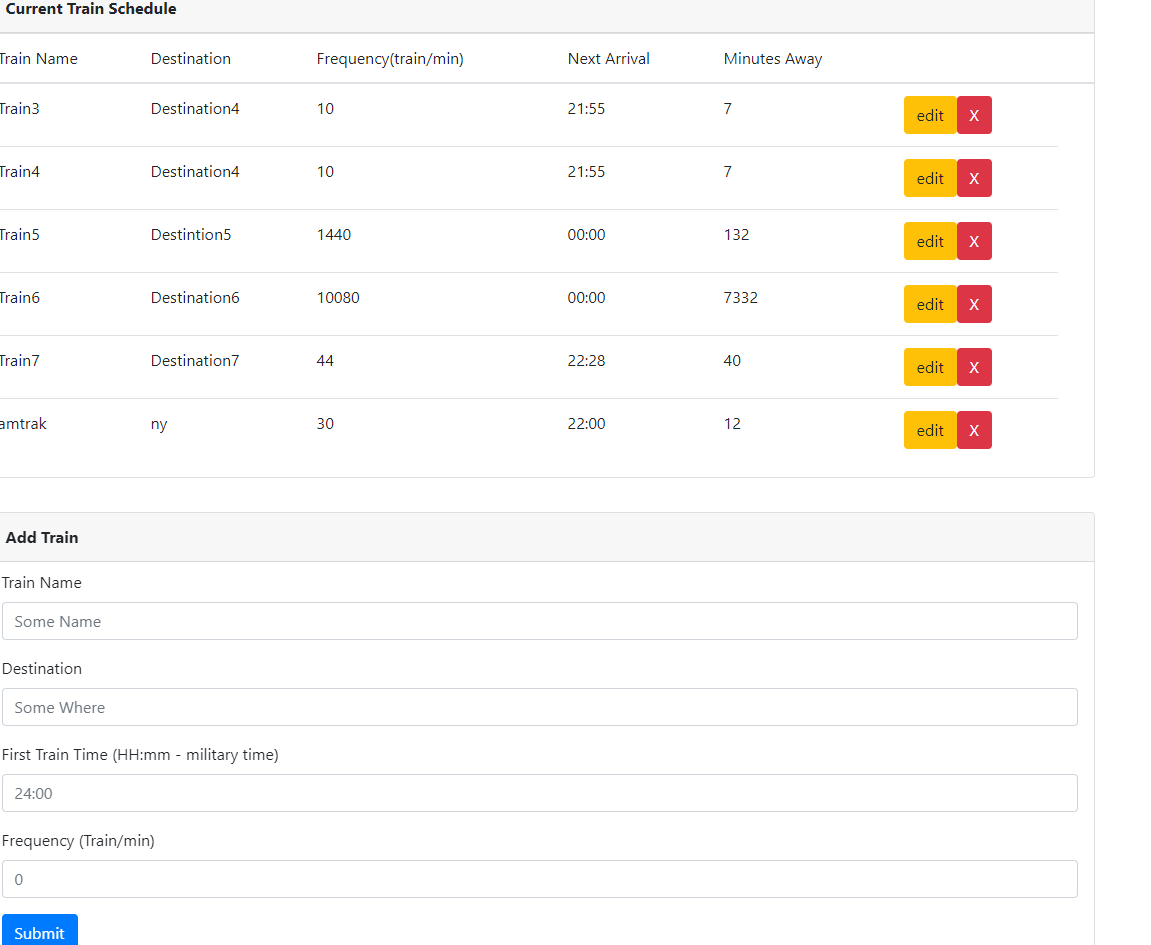 Current Train Schedule
Train Name Destination Frequency(train/min) Next Arrival Minutes Away
Train3 Destination4 10 21:55 7 edit X
Train4 Destination4 10 21:55 7 edit X
Train5 Destintion5 1440 00:00 132 edit X
Train6 Destination6 10080 00:00 7332 edit X
Train7 Destination7 44 22:28 40 edit X
amtrak ny 30 22:00 12 edit X
Add Train
Train Name
Some Name
Destination
Some Where
First Train Time (HH:mm - military time)
24:00
Frequency (Train/min)
0
Submit